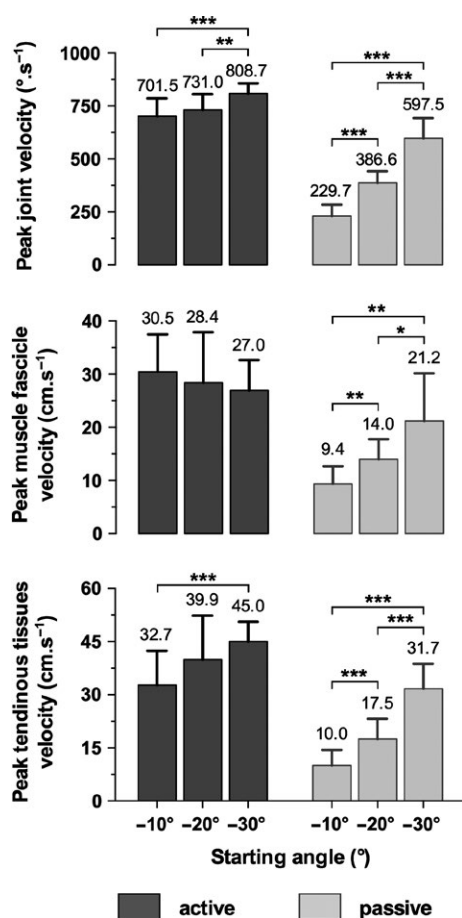 Peak joint velocity (°.s⁻¹)
1000
750
500
250
0
***
**
701.5 731.0 808.7
***
***
***
229.7 386.6 597.5
Peak muscle fascicle
velocity (cm.s⁻¹)
40
30
20
10
0
30.5 28.4 27.0
**
*
**
9.4 14.0 21.2
Peak tendinous tissues
velocity (cm.s⁻¹)
60
45
30
15
0
***
32.7 39.9 45.0
***
***
***
10.0 17.5 31.7
−10° −20° −30° −10° −20° −30°
Starting angle (°)
active passive